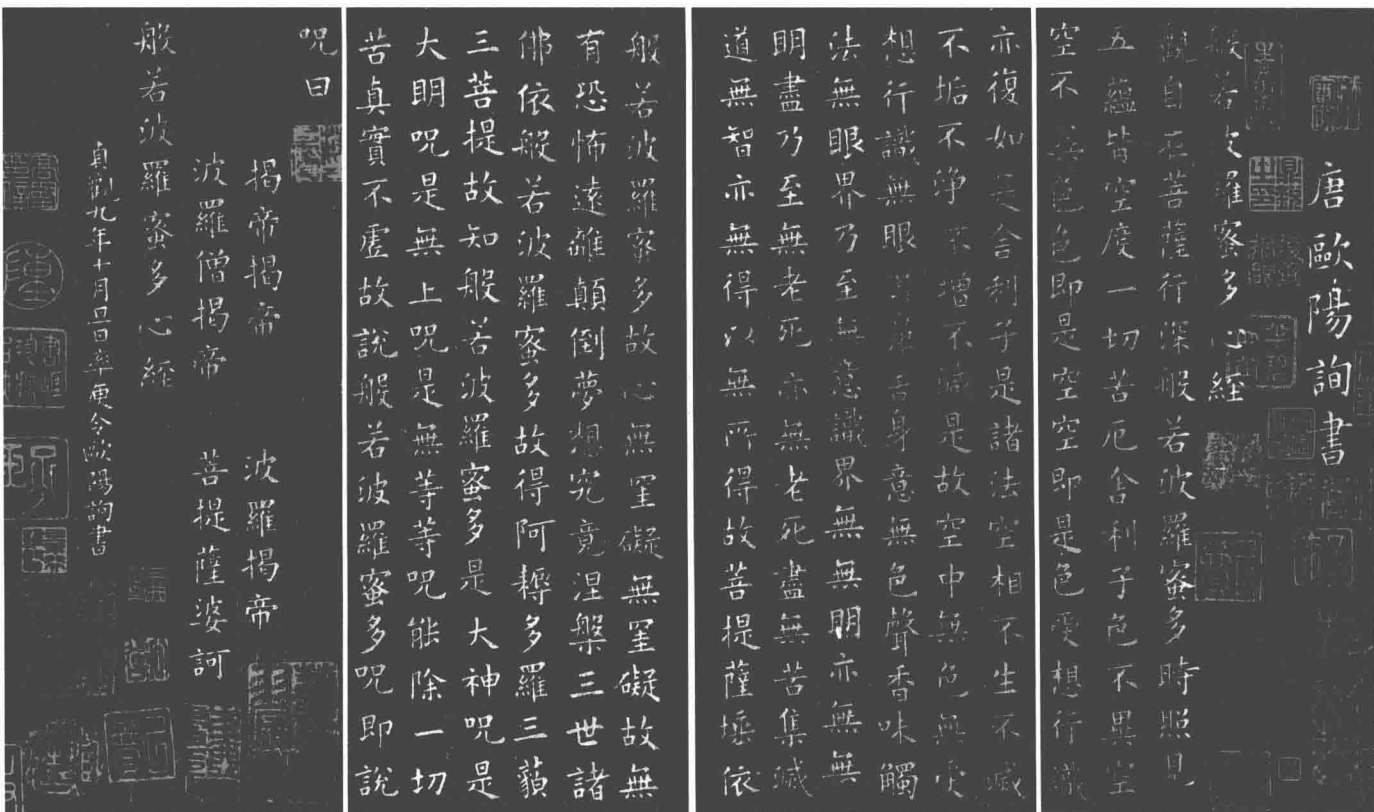 唐歐陽詢書
般若波羅蜜多心経
觀自在菩薩行深般若波羅蜜多時照見
五蘊皆空度一切苦厄舎利子色不異空
空不異色色即是空空即是色受想行識
亦復如是舎利子是諸法空相不生不滅
不垢不淨不增不減是故空中無色無受
想行識無眼耳鼻舌身意無色聲香味觸
法無眼界乃至無意識界無無明亦無無
明盡乃至無老死亦無老死盡無苦集滅
道無智亦無得以無所得故菩提薩埵依
般若波羅蜜多故心無罣礙無罣礙故無
有恐怖遠離顛倒夢想究竟涅槃三世諸
佛依般若波羅蜜多故得阿耨多羅三藐
三菩提故知般若波羅蜜多是大神呪是
大明呪是無上呪是無等等呪能除一切
苦真實不虛故說般若波羅蜜多呪即說
呪曰
揭帝揭帝 波羅揭帝
波羅僧揭帝 菩提薩婆訶
般若波羅蜜多心経
貞觀九年十月旦日率更令歐陽詢書